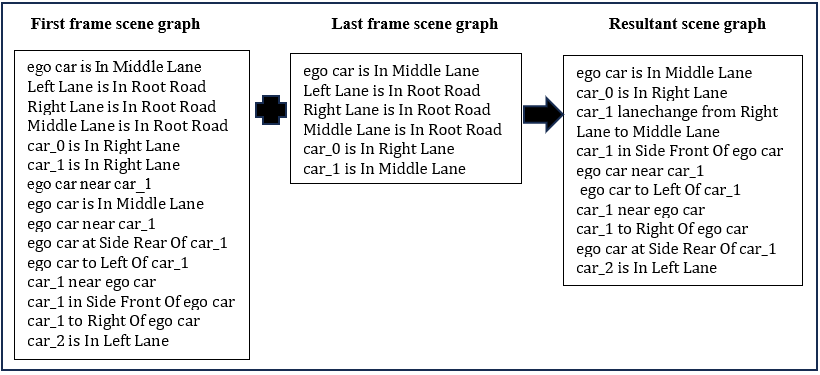 First frame scene graph
ego car is In Middle Lane
Left Lane is In Root Road
Right Lane is In Root Road
Middle Lane is In Root Road
car_0 is In Right Lane
car_1 is In Right Lane
ego car near car_1
ego car is In Middle Lane
ego car near car_1
ego car at Side Rear Of car_1
ego car to Left Of car_1
car_1 near ego car
car_1 in Side Front Of ego car
car_1 to Right Of ego car
car_2 is In Left Lane
Last frame scene graph
ego car is In Middle Lane
Left Lane is In Root Road
Right Lane is In Root Road
Middle Lane is In Root Road
car_0 is In Right Lane
car_1 is In Middle Lane
Resultant scene graph
ego car is In Middle Lane
car_0 is In Right Lane
car_1 lanechange from Right
Lane to Middle Lane
car_1 in Side Front Of ego car
ego car near car_1
ego car to Left Of car_1
car_1 near ego car
car_1 to Right Of ego car
ego car at Side Rear Of car_1
car_2 is In Left Lane